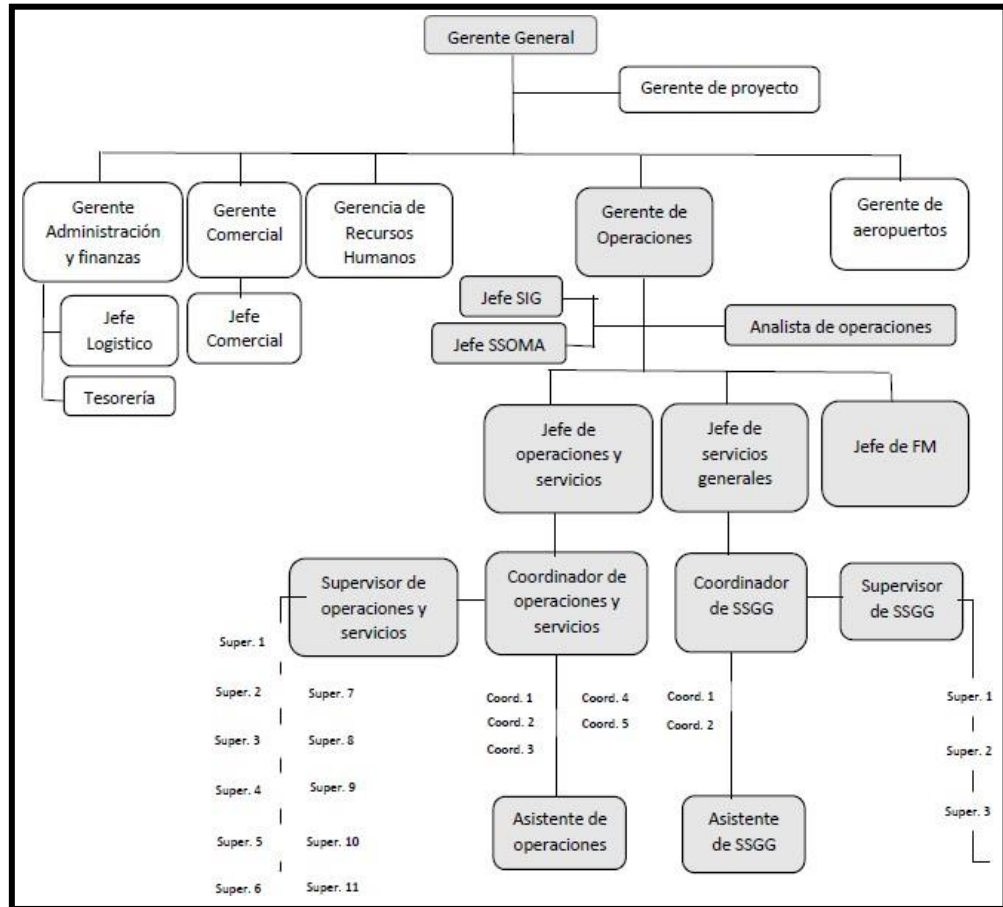 Gerente General
Gerente de proyecto
Gerente
Administración
y finanzas
Gerente
Comercial
Gerencia de
Recursos
Humanos
Gerente de
Operaciones
Gerente de
aeropuertos
Jefe
Logistico
Tesorería
Jefe
Comercial
Jefe SIG
Jefe SSOMA
Analista de operaciones
Jefe de
operaciones y
servicios
Jefe de
servicios
generales
Jefe de FM
Supervisor de
operaciones y
servicios
Coordinador de
operaciones y
servicios
Coordinador
de SSGG
Supervisor
de SSGG
Super. 1
Super. 2
Super. 3
Super. 4
Super. 5
Super. 6
Super. 7
Super. 8
Super. 9
Super. 10
Super. 11
Coord. 1
Coord. 2
Coord. 3
Coord. 4
Coord. 5
Coord. 1
Coord. 2
Super. 1
Super. 2
Super. 3
Asistente de
operaciones
Asistente
de SSGG